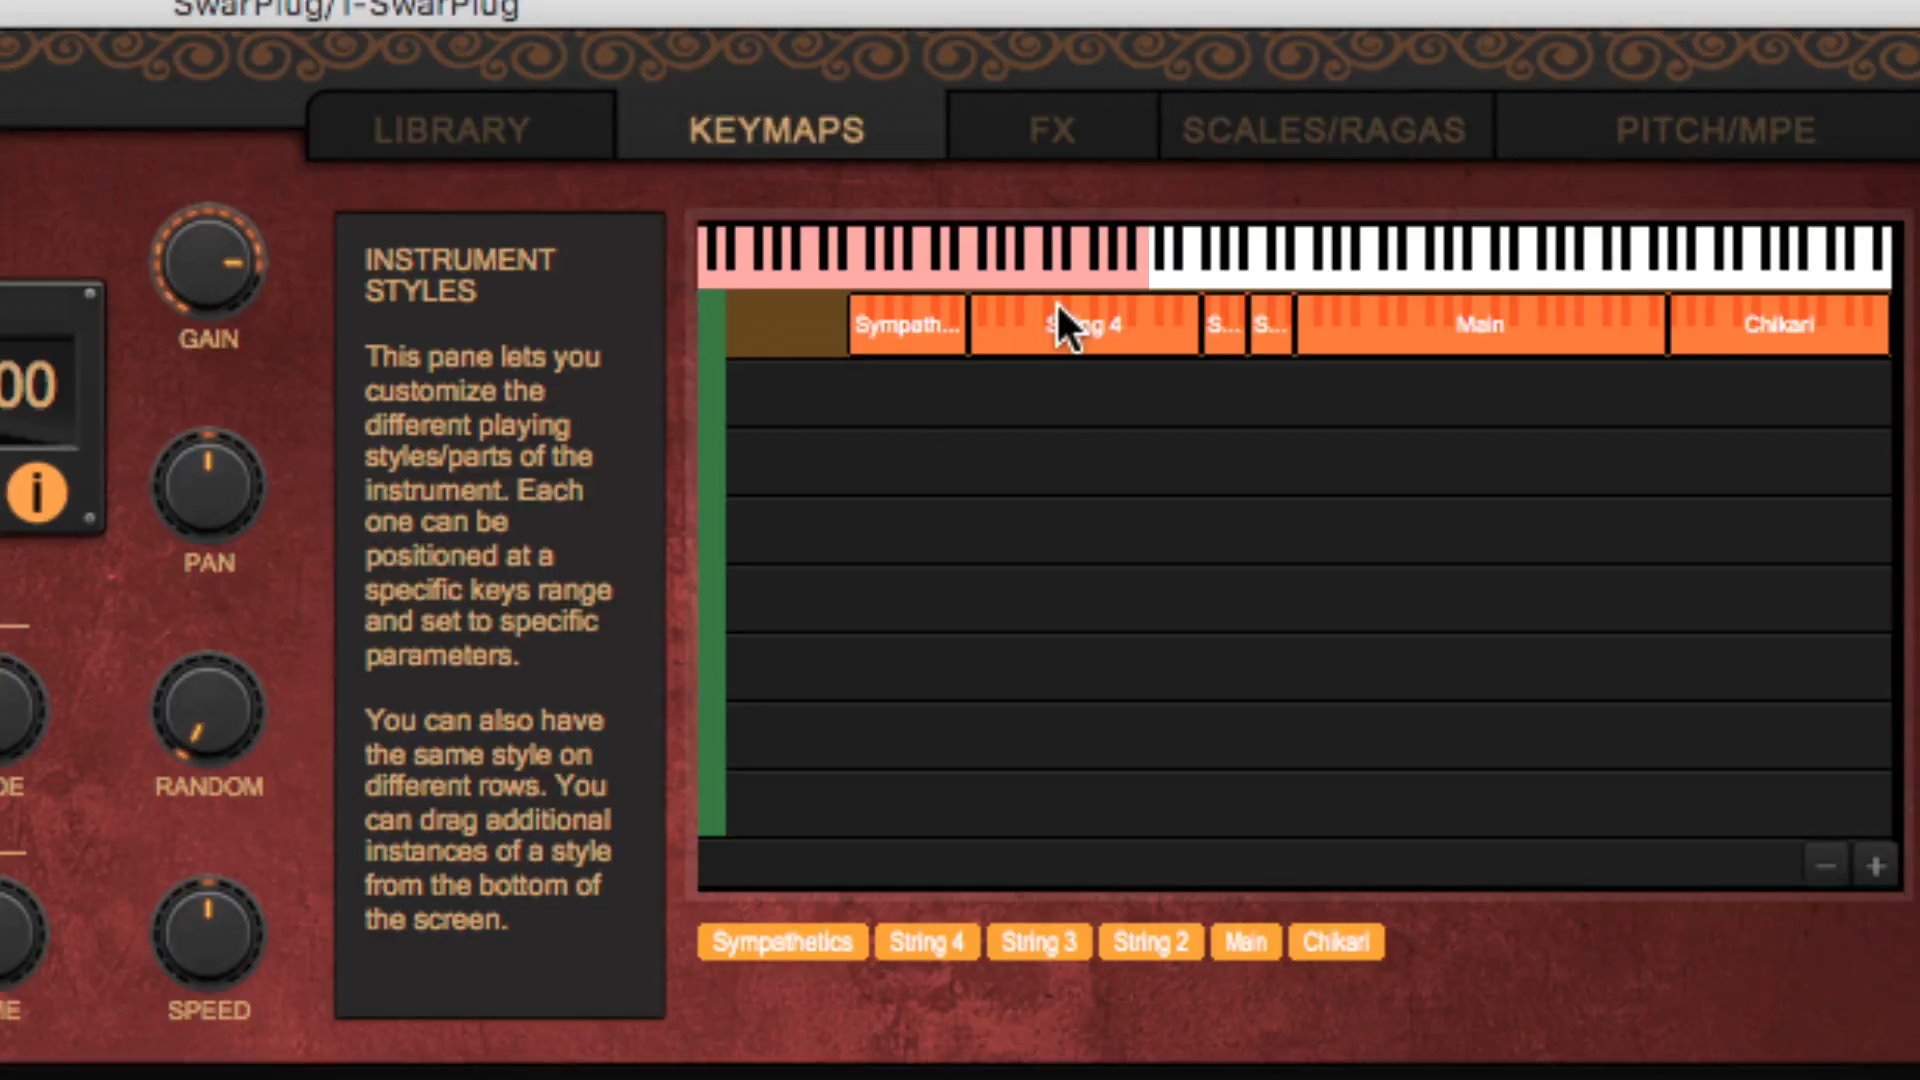 SwarPlug/1-SwarPlug
LIBRARY
KEYMAPS
FX
SCALES/RAGAS
PITCH/MPE
GAIN
PAN
RANDOM
SPEED
00
i
INSTRUMENT
STYLES
This pane lets you
customize the
different playing
styles/parts of the
instrument. Each
one can be
positioned at a
specific keys range
and set to specific
parameters.
You can also have
the same style on
different rows. You
can drag additional
instances of a style
from the bottom of
the screen.
Sympath...
S...
S...
Main
Chikari
Sympathetics
String 4
String 3
String 2
Main
Chikari